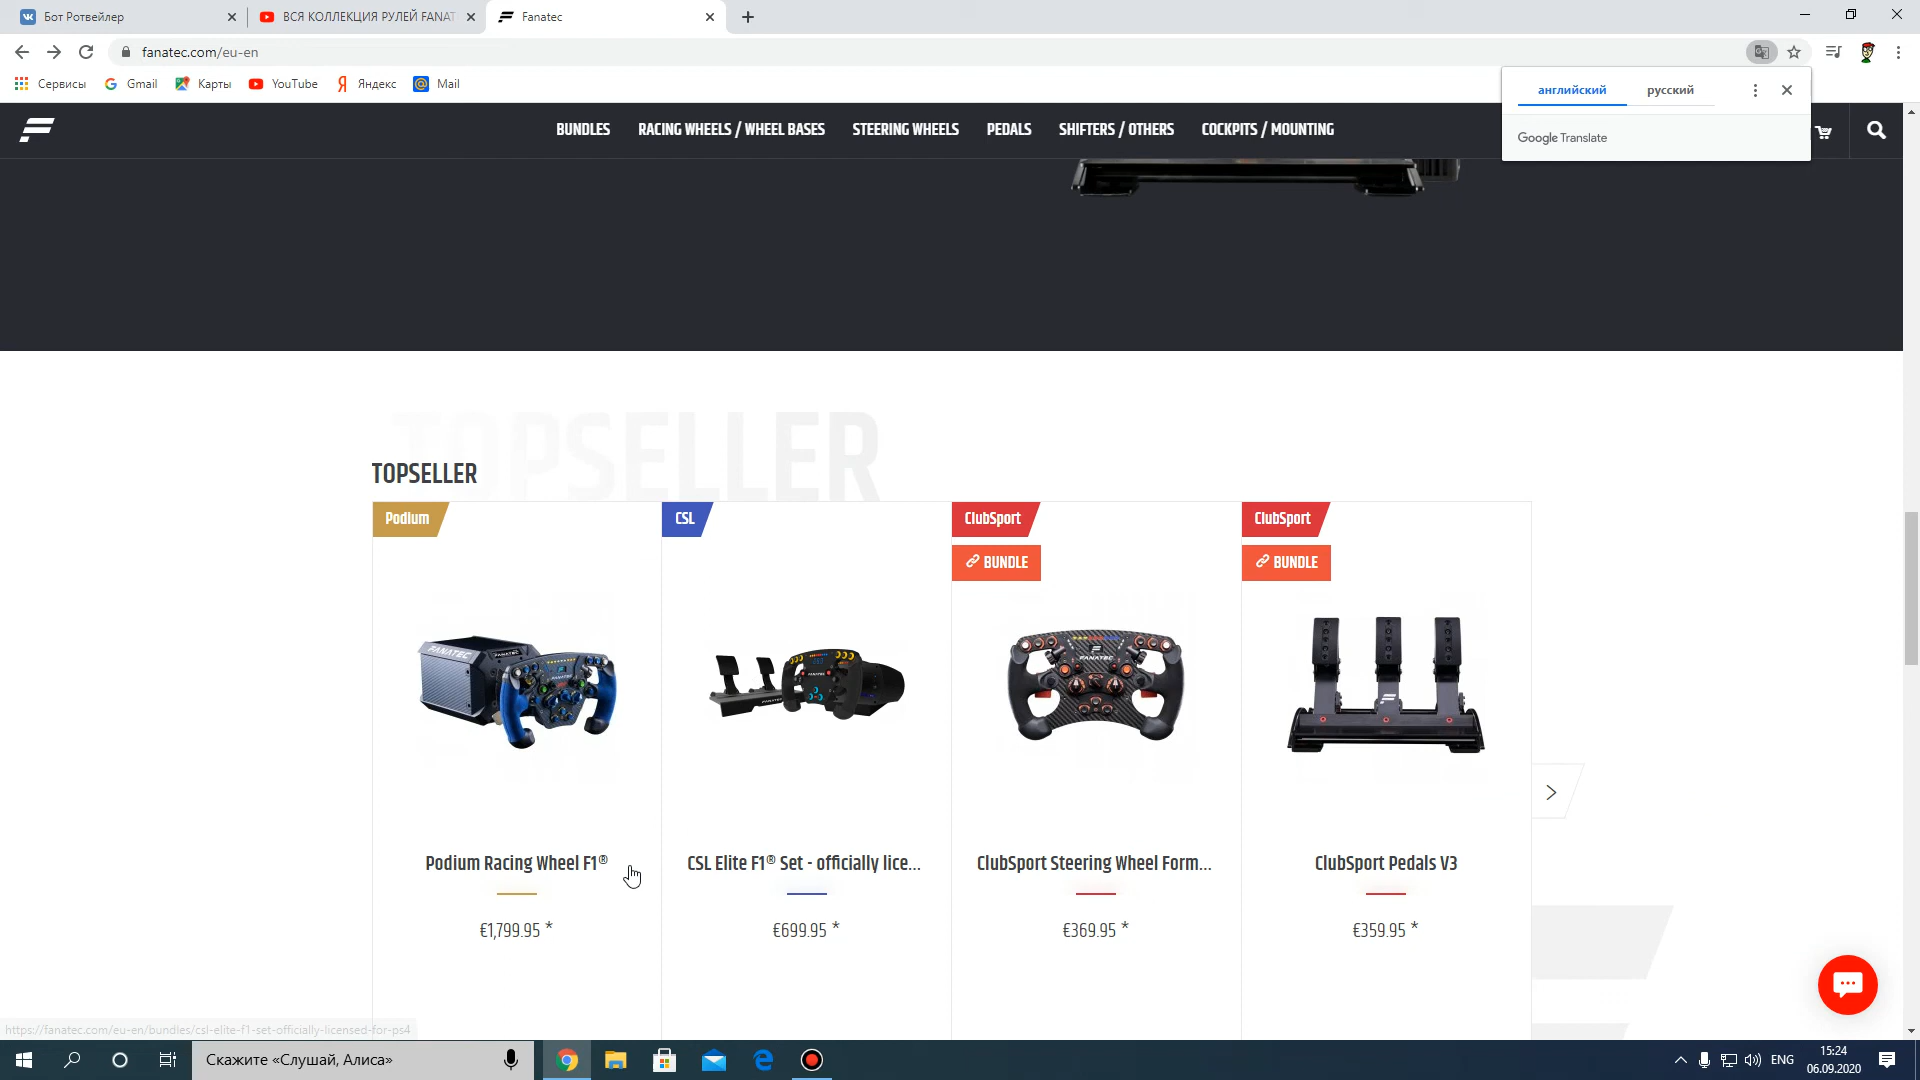 Бот Ротвейлер
ВСЯ КОЛЛЕКЦИЯ РУЛЕЙ FANAT
Fanatec
fanatec.com/eu-en
Сервисы
Gmail
Карты
YouTube
Яндекс
Mail
английский
русский
Google Translate
BUNDLES
RACING WHEELS / WHEEL BASES
STEERING WHEELS
PEDALS
SHIFTERS / OTHERS
COCKPITS / MOUNTING
TOPSELLER
TOPSELLER
Podium
CSL
ClubSport
ClubSport
BUNDLE
BUNDLE
FANATEC
FANATEC
Podium Racing Wheel F1®
CSL Elite F1® Set - officially lice...
ClubSport Steering Wheel Form...
ClubSport Pedals V3
€1,799.95 *
€699.95 *
€369.95 *
€359.95 *
https://fanatec.com/eu-en/bundles/csl-elite-f1-set-officially-licensed-for-ps4
Скажите «Слушай, Алиса»
ENG
15:24
06.09.2020